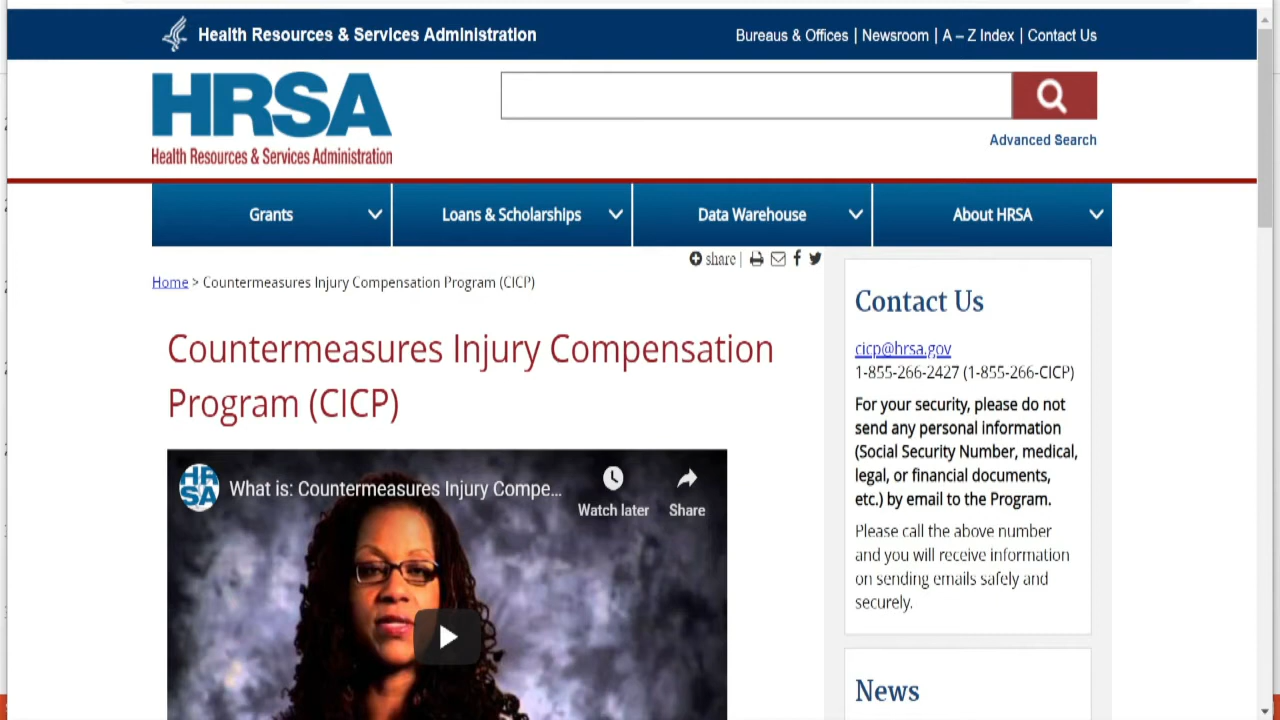 Health Resources & Services Administration
Bureaus & Offices | Newsroom | A – Z Index | Contact Us
HRSA
Health Resources & Services Administration
Advanced Search
Grants
Loans & Scholarships
Data Warehouse
About HRSA
share |
Home > Countermeasures Injury Compensation Program (CICP)
Countermeasures Injury Compensation
Program (CICP)
HR
SA
What is: Countermeasures Injury Compe...
Watch later
Share
Contact Us
cicp@hrsa.gov
1-855-266-2427 (1-855-266-CICP)
For your security, please do not
send any personal information
(Social Security Number, medical,
legal, or financial documents,
etc.) by email to the Program.
Please call the above number
and you will receive information
on sending emails safely and
securely.
News